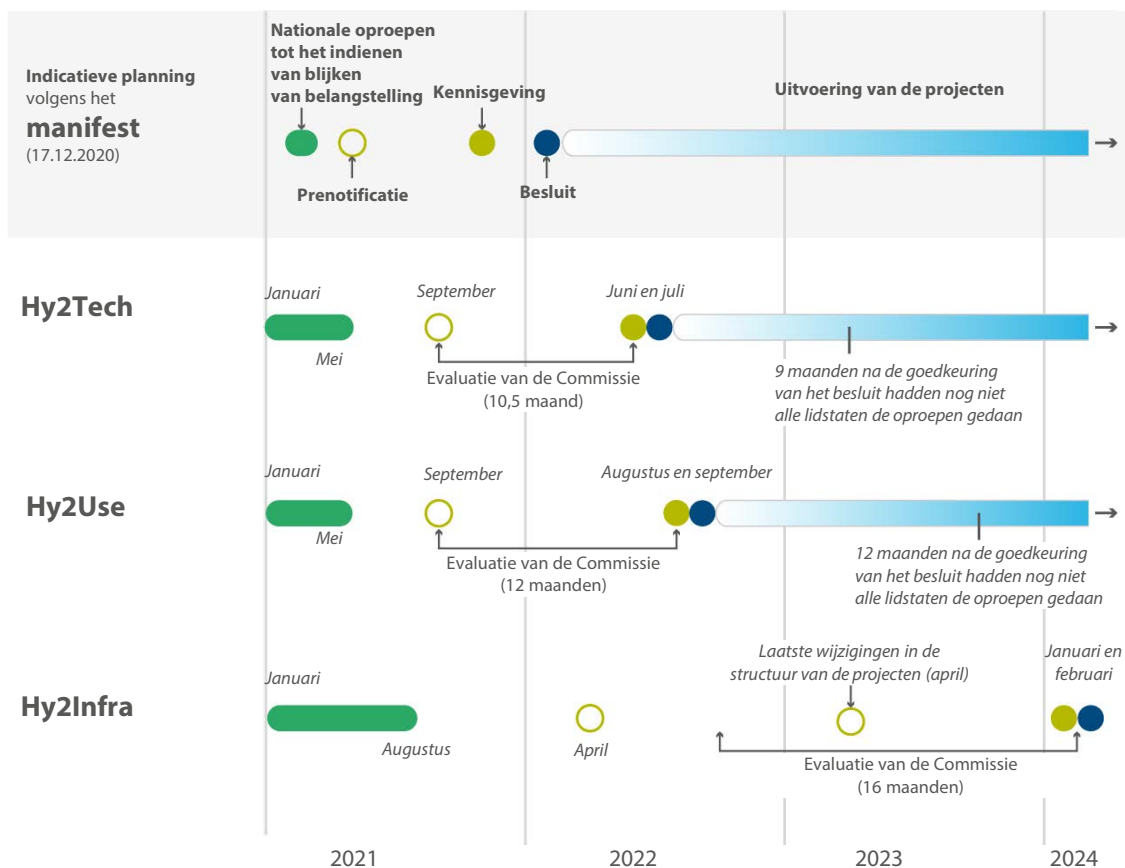 Indicatieve planning
volgens het
manifest
(17.12.2020)
Nationale oproepen
tot het indienen
van blijken
van belangstelling
Kennisgeving
Uitvoering van de projecten
Prenotificatie
Besluit
Hy2Tech
Januari
September
Juni en juli
Mei
Evaluatie van de Commissie
(10,5 maand)
9 maanden na de goedkeuring
van het besluit hadden nog niet
alle lidstaten de oproepen gedaan
Hy2Use
Januari
September
Augustus en september
Mei
Evaluatie van de Commissie
(12 maanden)
12 maanden na de goedkeuring
van het besluit hadden nog niet
alle lidstaten de oproepen gedaan
Hy2Infra
Januari
Laatste wijzigingen in de
structuur van de projecten (april)
Januari en
februari
Augustus
April
Evaluatie van de Commissie
(16 maanden)
2021
2022
2023
2024